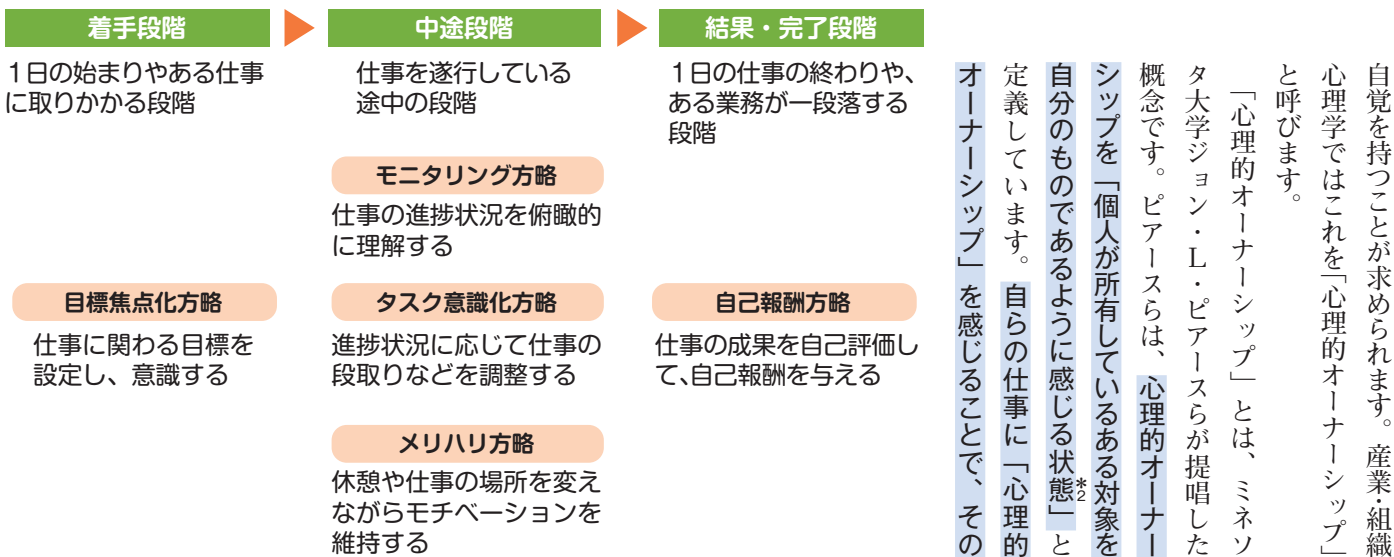 着手段階
1日の始まりやある仕事
に取りかかる段階
目標焦点化方略
仕事に関わる目標を
設定し、意識する
中途段階
仕事を遂行している
途中の段階
モニタリング方略
仕事の進捗状況を俯瞰的
に理解する
タスク意識化方略
進捗状況に応じて仕事の
段取りなどを調整する
メリハリ方略
休憩や仕事の場所を変え
ながらモチベーションを
維持する
結果・完了段階
1日の仕事の終わりや、
ある業務が一段落する
段階
自己報酬方略
仕事の成果を自己評価し
て、自己報酬を与える
自覚を持つことが求められます。産業・組織
心理学ではこれを「心理的オーナーシップ」
と呼びます。
「心理的オーナーシップ」とは、ミネソ
タ大学ジョン・L・ピアースらが提唱した
概念です。ピアースらは、心理的オーナー
シップを「個人が所有しているある対象を
自分のものであるように感じる状態」*2と
定義しています。自らの仕事に「心理的
オーナーシップ」を感じることで、その